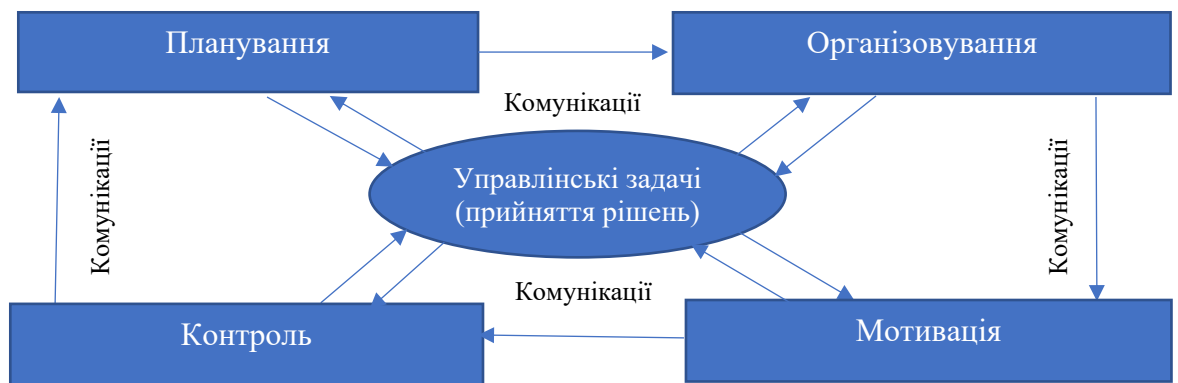 Планування
Організовування
Комунікації
Комунікації
Управлінські задачі
(прийняття рішень)
Комунікації
Комунікації
Контроль
Мотивація